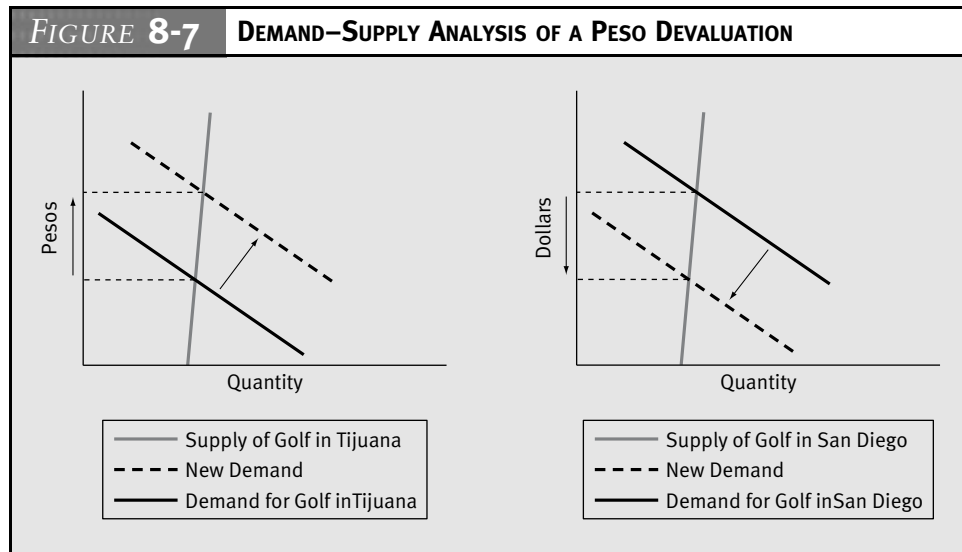 FIGURE 8-7 DEMAND–SUPPLY ANALYSIS OF A PESO DEVALUATION
Pesos
Quantity
Supply of Golf in Tijuana
New Demand
Demand for Golf inTijuana
Dollars
Quantity
Supply of Golf in San Diego
New Demand
Demand for Golf inSan Diego